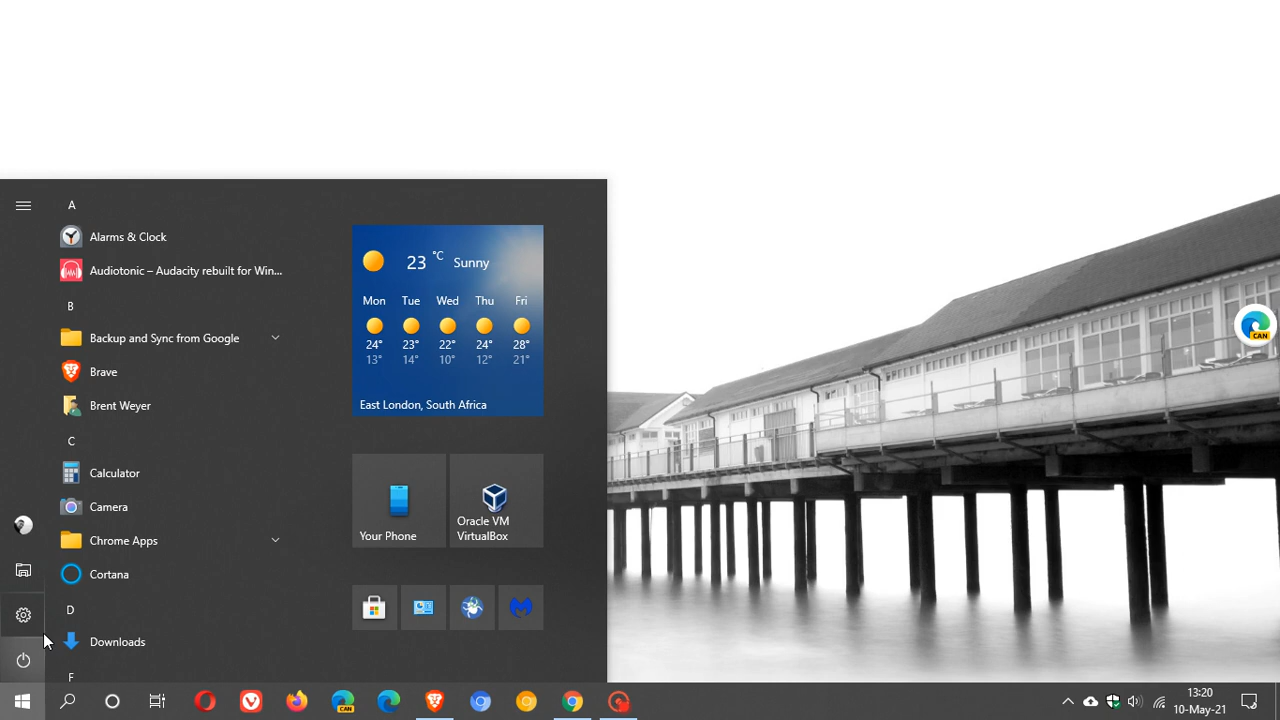 A
Alarms & Clock
Audiotonic – Audacity rebuilt for Win...
B
Backup and Sync from Google
Brave
Brent Weyer
C
Calculator
Camera
Chrome Apps
Cortana
D
Downloads
F
23 °C Sunny
Mon Tue Wed Thu Fri
24° 23° 22° 24° 28°
13° 14° 10° 12° 21°
East London, South Africa
Your Phone
Oracle VM
VirtualBox
CAN
CAN
13:20
10-May-21